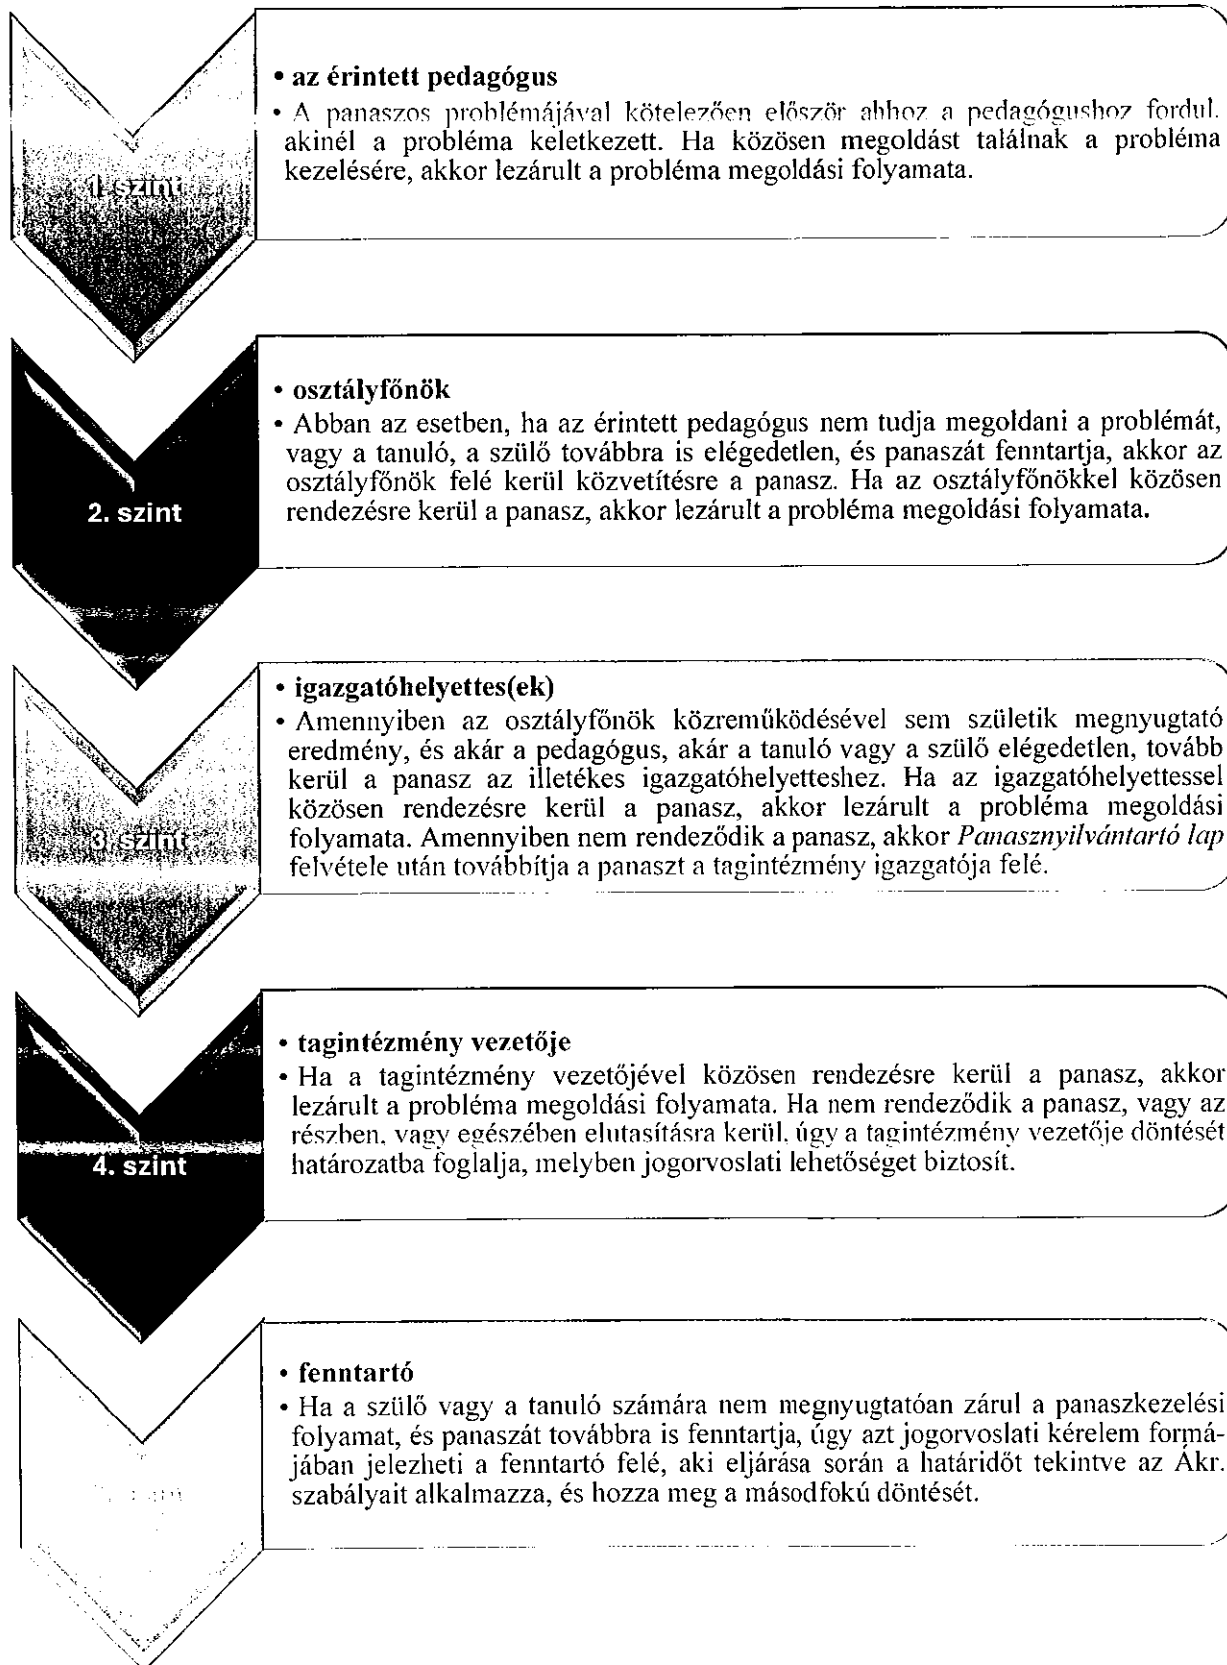 1. szint
• az érintett pedagógus
• A panaszos problémájával kötelezően először ahhoz a pedagógushoz fordul,
akinél a probléma keletkezett. Ha közösen megoldást találnak a probléma
kezelésére, akkor lezárult a probléma megoldási folyamata.
2. szint
• osztályfőnök
• Abban az esetben, ha az érintett pedagógus nem tudja megoldani a problémát,
vagy a tanuló, a szülő továbbra is elégedetlen, és panaszát fenntartja, akkor az
osztályfőnök felé kerül közvetítésre a panasz. Ha az osztályfőnökkel közösen
rendezésre kerül a panasz, akkor lezárult a probléma megoldási folyamata.
3. szint
• igazgatóhelyettes(ek)
• Amennyiben az osztályfőnök közreműködésével sem születik megnyugtató
eredmény, és akár a pedagógus, akár a tanuló vagy a szülő elégedetlen, tovább
kerül a panasz az illetékes igazgatóhelyetteshez. Ha az igazgatóhelyettessel
közösen rendezésre kerül a panasz, akkor lezárult a probléma megoldási
folyamata. Amennyiben nem rendeződik a panasz, akkor Panasznyilvántartó lap
felvétele után továbbítja a panaszt a tagintézmény igazgatója felé.
4. szint
• tagintézmény vezetője
• Ha a tagintézmény vezetőjével közösen rendezésre kerül a panasz, akkor
lezárult a probléma megoldási folyamata. Ha nem rendeződik a panasz, vagy az
részben, vagy egészében elutasításra kerül, úgy a tagintézmény vezetője döntését
határozatba foglalja, melyben jogorvoslati lehetőséget biztosít.
• fenntartó
• Ha a szülő vagy a tanuló számára nem megnyugtatóan zárul a panaszkezelési
folyamat, és panaszát továbbra is fenntartja, úgy azt jogorvoslati kérelem formá-
jában jelezheti a fenntartó felé, aki eljárása során a határidőt tekintve az Ákr.
szabályait alkalmazza, és hozza meg a másodfokú döntését.